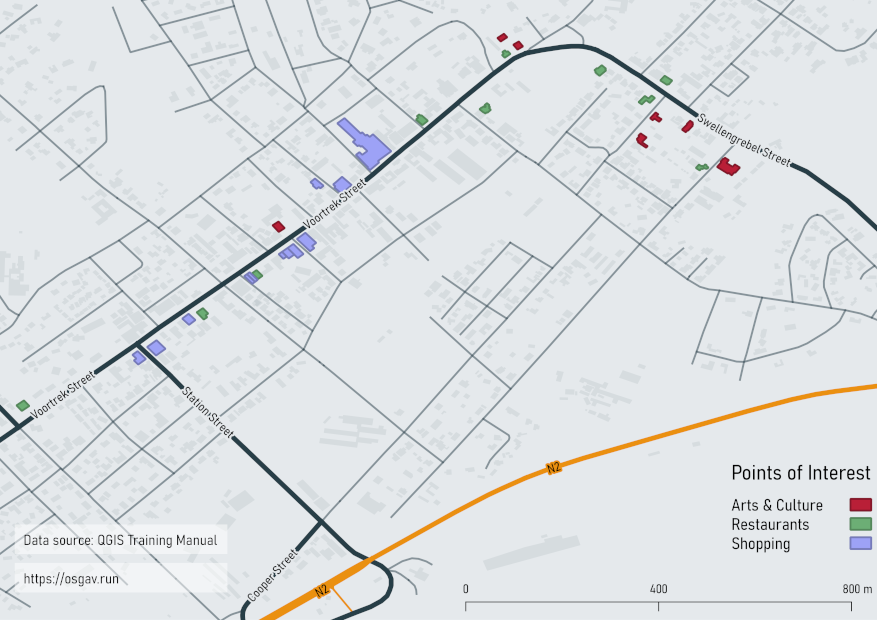 Swellengrebel Street
Voortrek Street
Voortrek Street
Station Street
N2
Points of Interest
Arts & Culture
Restaurants
Shopping
Data source: QGIS Training Manual
https://osgav.run
Cooper Street
N2
0 400 800 m